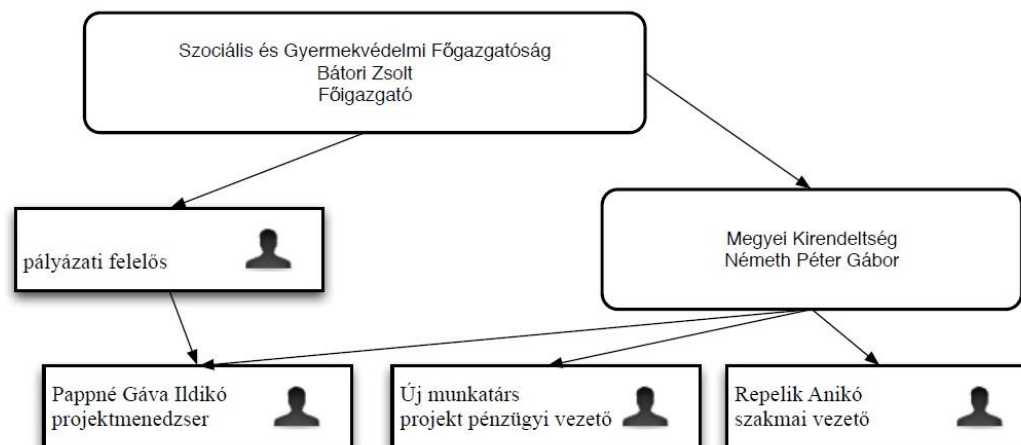 Szociális és Gyermekvédelmi Főgazgatóság
Bátori Zsolt
Főigazgató
pályázati felelős
Megyei Kirendeltség
Németh Péter Gábor
Pappné Gáva Ildikó
projektmenedzser
Új munkatárs
projekt pénzügyi vezető
Repelik Anikó
szakmai vezető